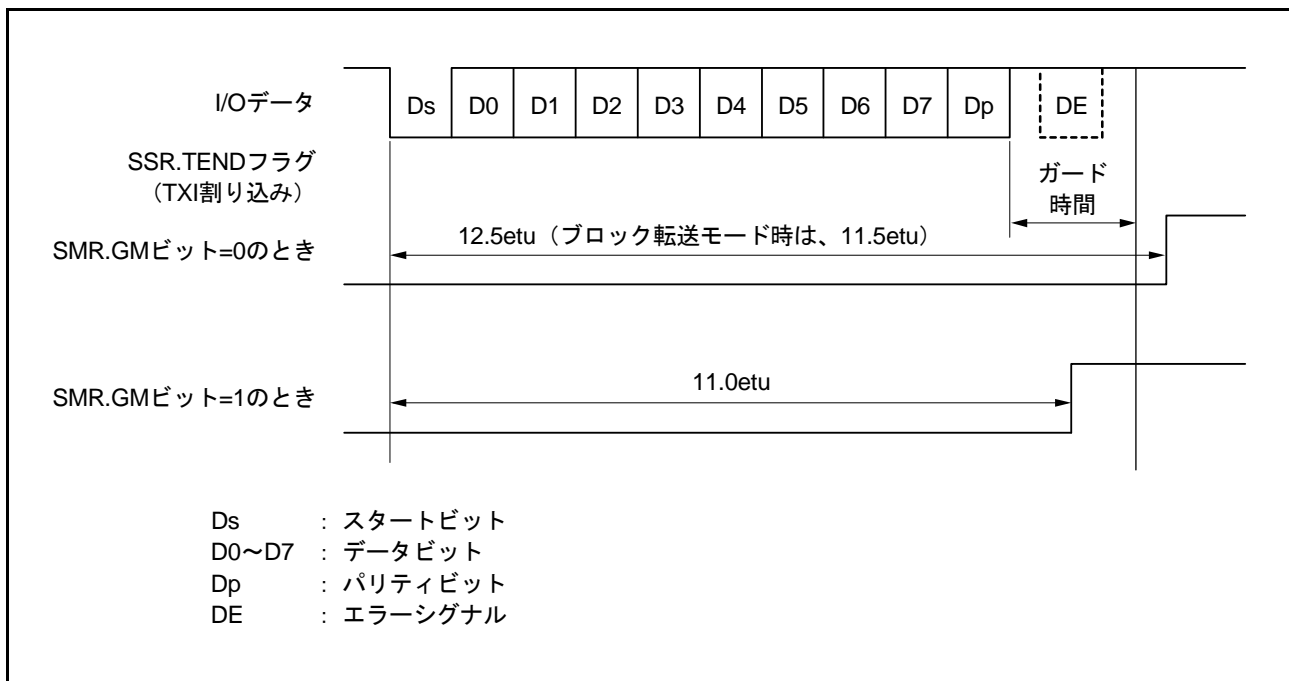 I/Oデータ
Ds D0 D1 D2 D3 D4 D5 D6 D7 Dp DE
SSR.TENDフラグ
（TXI割り込み）
ガード
時間
SMR.GMビット=0のとき
12.5etu（ブロック転送モード時は、11.5etu）
SMR.GMビット=1のとき
11.0etu
Ds : スタートビット
D0～D7 : データビット
Dp : パリティビット
DE : エラーシグナル